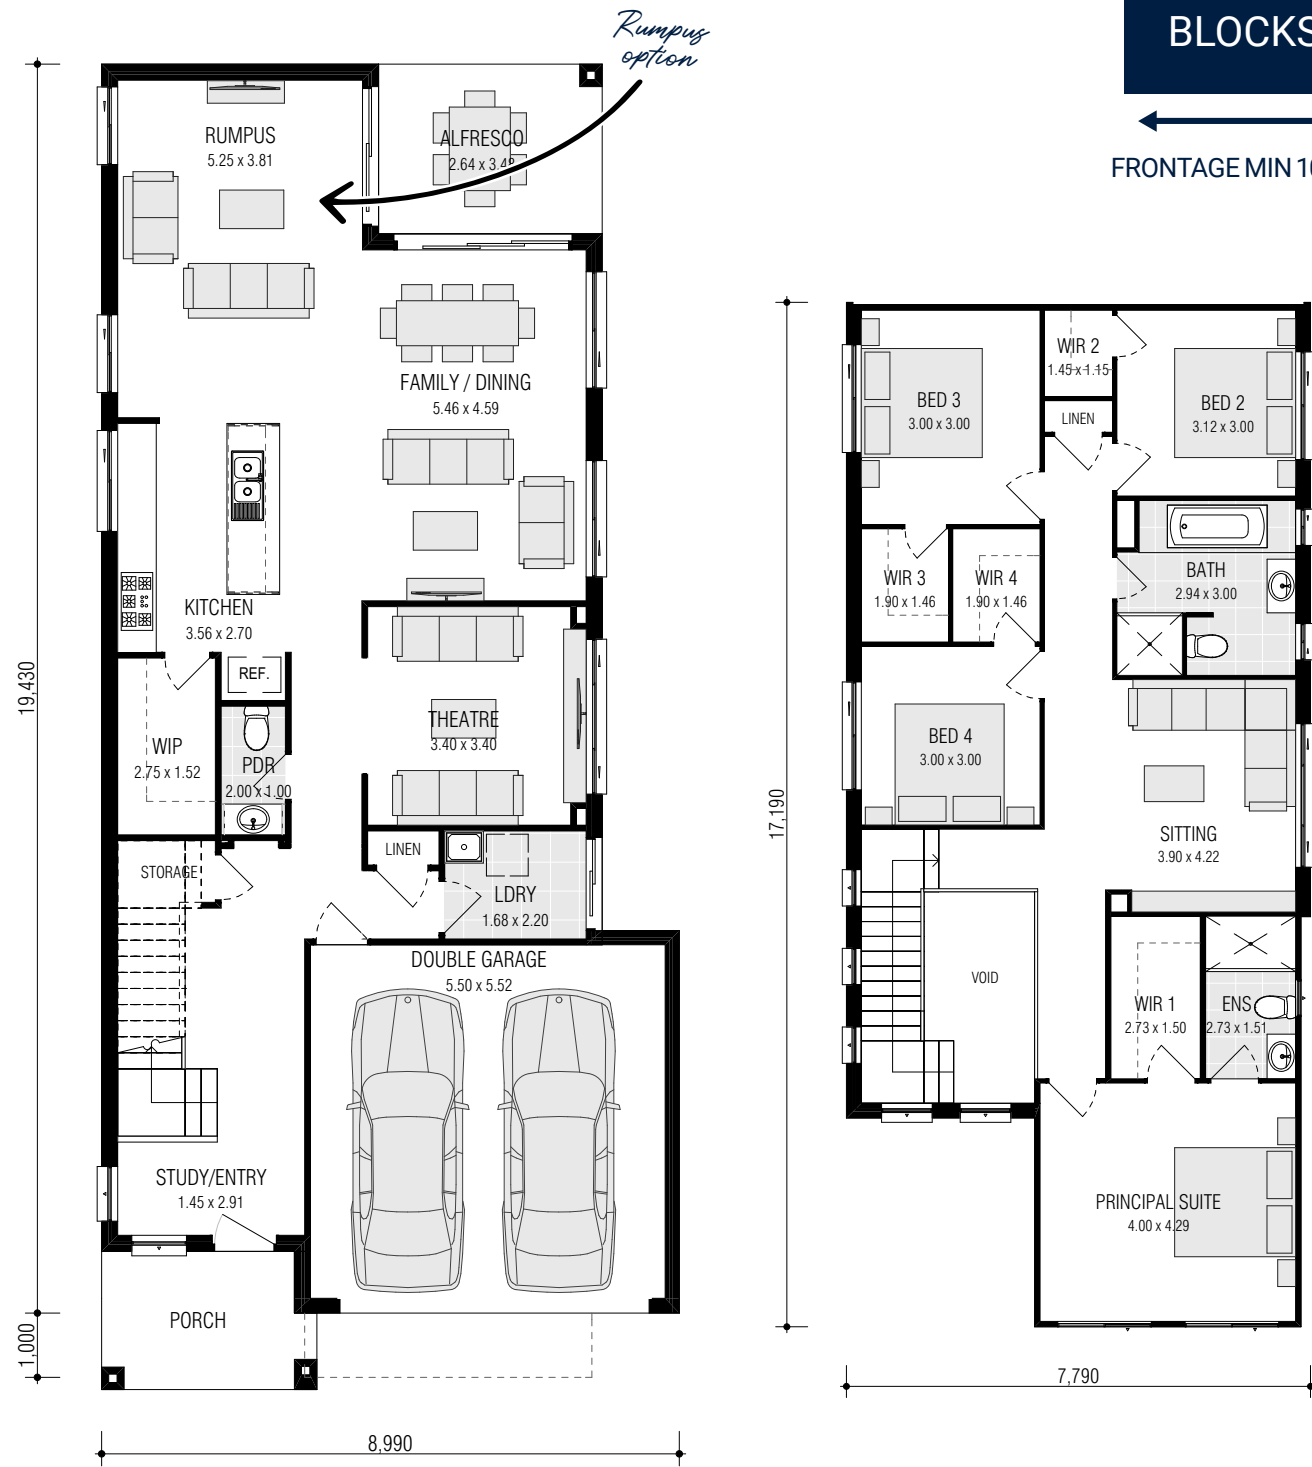 Rumpus
option
BLOCKS
FRONTAGE MIN 10
RUMPUS
5.25 x 3.81
ALFRESCO
2.64 x 3.48
FAMILY / DINING
5.46 x 4.59
KITCHEN
3.56 x 2.70
REF.
THEATRE
3.40 x 3.40
WIP
2.75 x 1.52
PDR
2.00 x 1.00
STORAGE
LINEN
LDRY
1.68 x 2.20
DOUBLE GARAGE
5.50 x 5.52
STUDY/ENTRY
1.45 x 2.91
PORCH
19,430
1,000
8,990
WIR 2
1.45 x 1.15
BED 3
3.00 x 3.00
LINEN
BED 2
3.12 x 3.00
WIR 3
1.90 x 1.46
WIR 4
1.90 x 1.46
BATH
2.94 x 3.00
BED 4
3.00 x 3.00
SITTING
3.90 x 4.22
VOID
WIR 1
2.73 x 1.50
ENS
2.73 x 1.51
PRINCIPAL SUITE
4.00 x 4.29
17,190
7,790